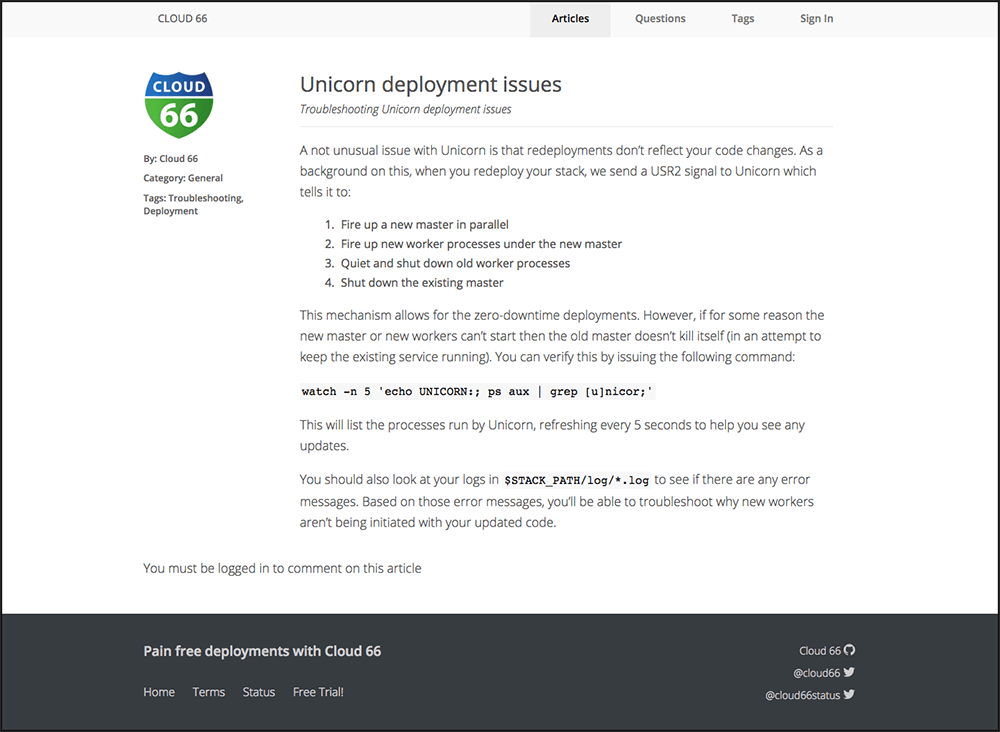 CLOUD 66
Articles
Questions
Tags
Sign In
CLOUD
66
By: Cloud 66
Category: General
Tags: Troubleshooting,
Deployment
Unicorn deployment issues
Troubleshooting Unicorn deployment issues
A not unusual issue with Unicorn is that redeployments don’t reflect your code changes. As a
background on this, when you redeploy your stack, we send a USR2 signal to Unicorn which
tells it to:
1. Fire up a new master in parallel
2. Fire up new worker processes under the new master
3. Quiet and shut down old worker processes
4. Shut down the existing master
This mechanism allows for the zero-downtime deployments. However, if for some reason the
new master or new workers can’t start then the old master doesn’t kill itself (in an attempt to
keep the existing service running). You can verify this by issuing the following command:
watch -n 5 'echo UNICORN:; ps aux | grep [u]nicor;'
This will list the processes run by Unicorn, refreshing every 5 seconds to help you see any
updates.
You should also look at your logs in $STACK_PATH/log/*.log to see if there are any error
messages. Based on those error messages, you’ll be able to troubleshoot why new workers
aren’t being initiated with your updated code.
You must be logged in to comment on this article
Pain free deployments with Cloud 66
Home
Terms
Status
Free Trial!
Cloud 66
@cloud66
@cloud66status